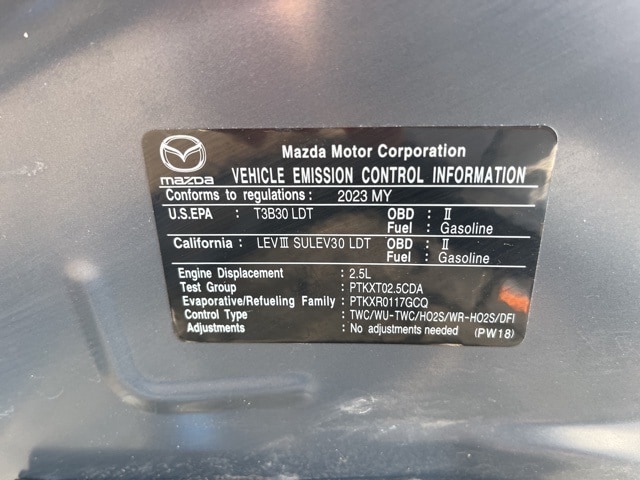 Mazda Motor Corporation
mazda VEHICLE EMISSION CONTROL INFORMATION
Conforms to regulations : 2023 MY
U.S.EPA : T3B30 LDT OBD : II
Fuel : Gasoline
California : LEVⅢ SULEV30 LDT OBD : II
Fuel : Gasoline
Engine Displacement : 2.5L
Test Group : PTKXT02.5CDA
Evaporative/Refueling Family : PTKXR0117GCQ
Control Type : TWC/WU-TWC/HO2S/WR-HO2S/DFI
Adjustments : No adjustments needed (PW18)